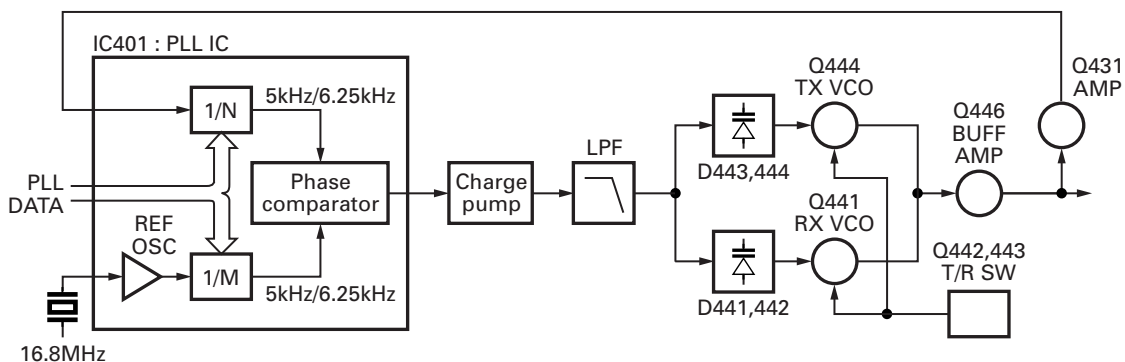 IC401 : PLL IC
1/N
5kHz/6.25kHz
PLL
DATA
REF
OSC
1/M
5kHz/6.25kHz
16.8MHz
Phase
comparator
Charge
pump
LPF
D443,444
D441,442
Q444
TX VCO
Q441
RX VCO
Q446
BUFF
AMP
Q431
AMP
Q442,443
T/R SW